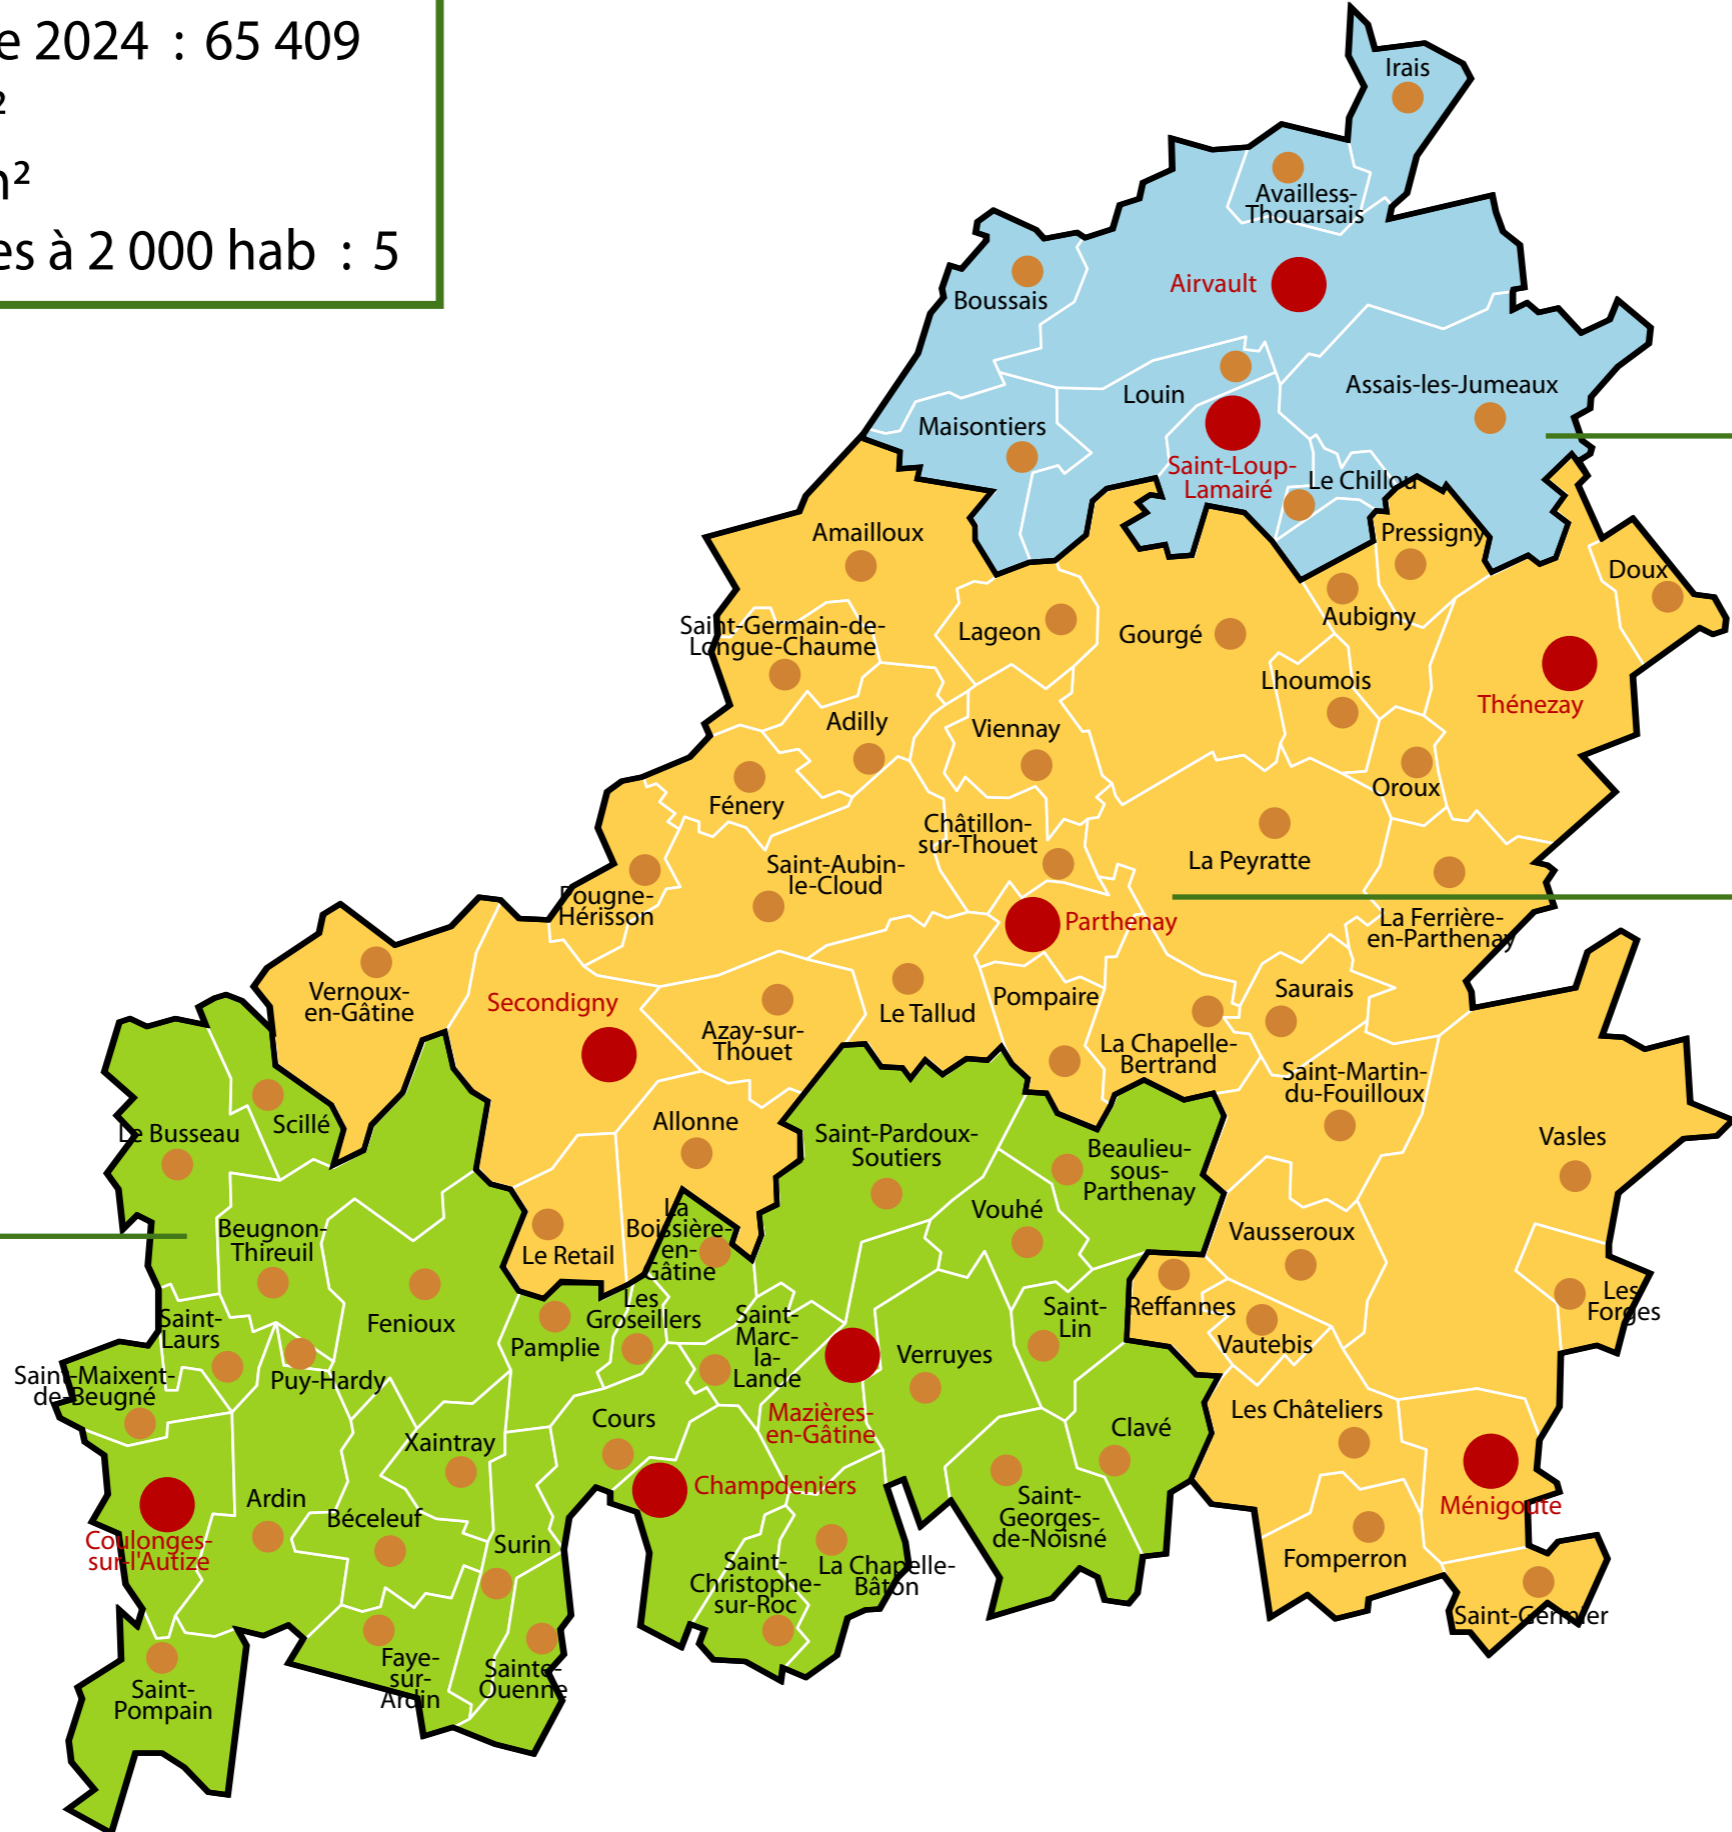 e 2024 : 65 409
²
m²
es à 2 000 hab : 5
Irais
Availless-
Thouarsais
Airvault
Boussais
Louin
Assais-les-Jumeaux
Maisontiers
Saint-Loup-
Lamairé
Le Chillou
Amailloux
Pressigny
Doux
Aubigny
Saint-Germain-de-
Longue-Chaume
Lageon
Gourgé
Lhoumois
Thénezay
Adilly
Viennay
Oroux
Fénery
Châtillon-
sur-Thouet
La Peyratte
Saint-Aubin-
le-Cloud
Pougne-
Hérisson
Parthenay
La Ferrière-
en-Parthenay
Vernoux-
en-Gâtine
Secondigny
Azay-sur-
Thouet
Le Tallud
Pompaire
Saurais
La Chapelle-
Bertrand
Saint-Martin-
du-Fouilloux
Scillé
Le Busseau
Allonne
Saint-Pardoux-
Soutiers
Beaulieu-
sous-
Parthenay
Vasles
Beugnon-
Thireuil
Le Retail
La
Boissière-
en-
Gâtine
Vouhé
Vausseroux
Les
Forges
Saint-
Laurs
Fenioux
Pamplie
Les
Groseillers
Saint-
Marc-
la-
Lande
Verruyes
Saint-
Lin
Reffannes
Vautebis
Saint-Maixent-
de-Beugné
Puy-Hardy
Cours
Mazières-
en-Gâtine
Clavé
Les Châteliers
Xaintray
Champdeniers
Ménigoute
Coulonges-
sur-l'Autize
Ardin
Béceleuf
Surin
Saint-
Georges-
de-Noisné
Saint-
Christophe-
sur-Roc
La Chapelle-
Bâton
Fomperron
Saint-Germier
Saint-
Pompain
Faye-
sur-
Ardin
Sainte-
Ouenne